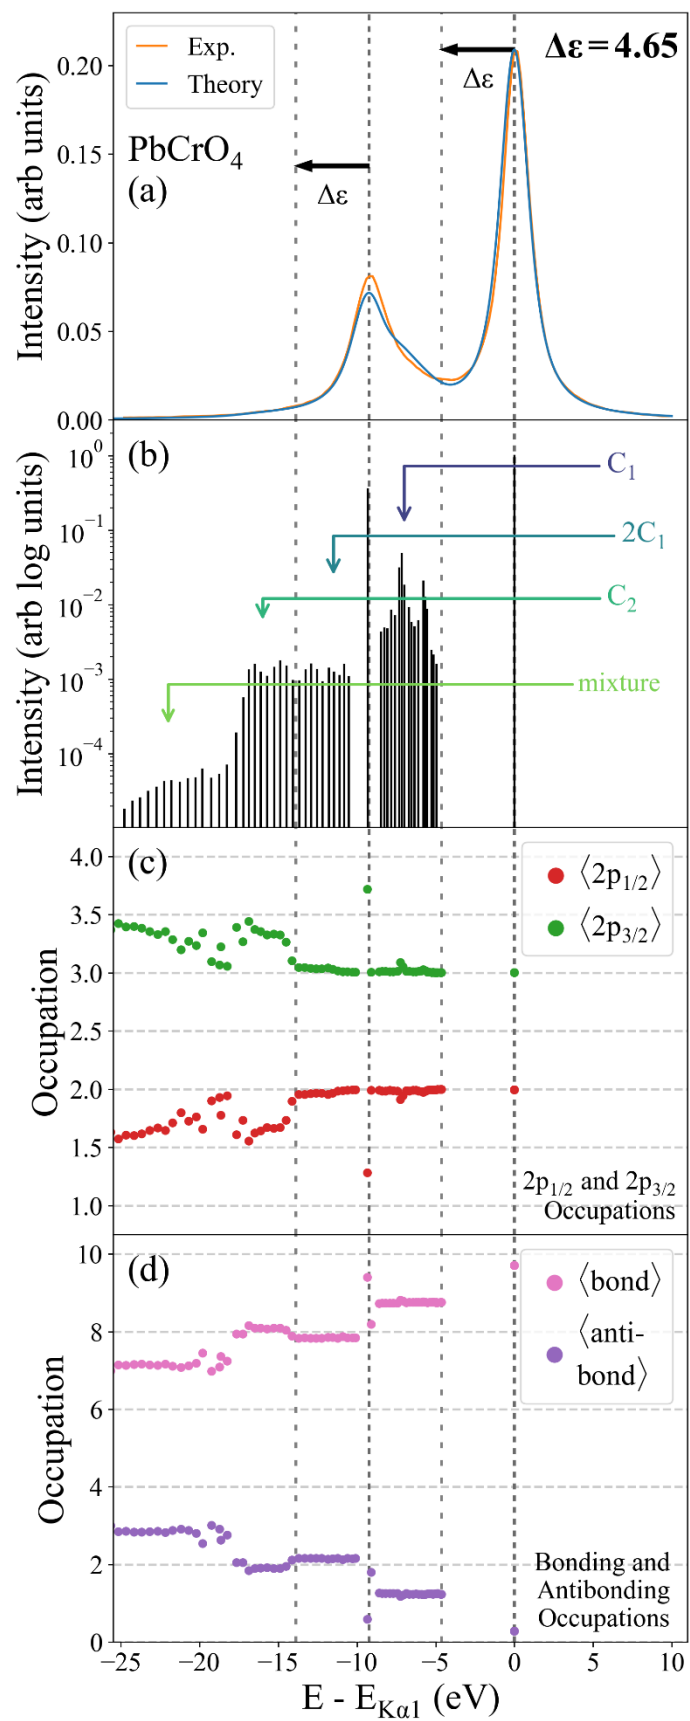 Exp.
Theory
Δε = 4.65
Δε
PbCrO₄
(a)
Δε
Intensity (arb units)
0.20
0.15
0.10
0.05
0.00
(b)
C₁
2C₁
C₂
mixture
Intensity (arb log units)
10⁰
10⁻¹
10⁻²
10⁻³
10⁻⁴
(c)
⟨2p₁/₂⟩
⟨2p₃/₂⟩
Occupation
4.0
3.5
3.0
2.5
2.0
1.5
1.0
2p₁/₂ and 2p₃/₂
Occupations
(d)
⟨bond⟩
⟨anti-
bond⟩
Occupation
10
8
6
4
2
0
Bonding and
Antibonding
Occupations
−25 −20 −15 −10 −5 0 5 10
E - E_Kα1 (eV)